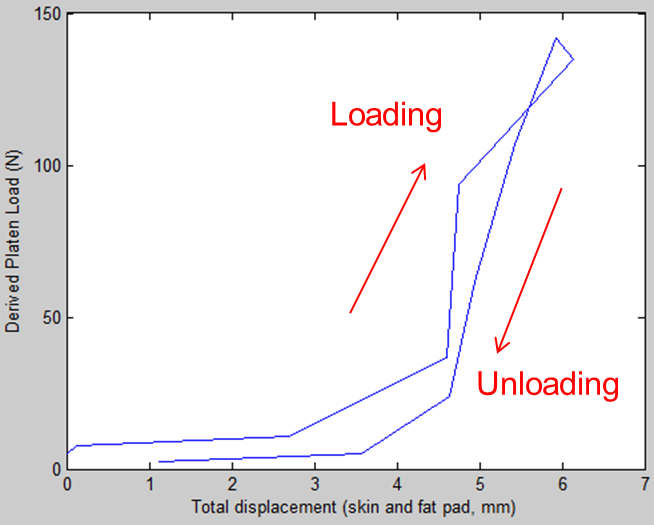 150
100
50
0
Derived Platen Load (N)
Loading
Unloading
0 1 2 3 4 5 6 7
Total displacement (skin and fat pad, mm)